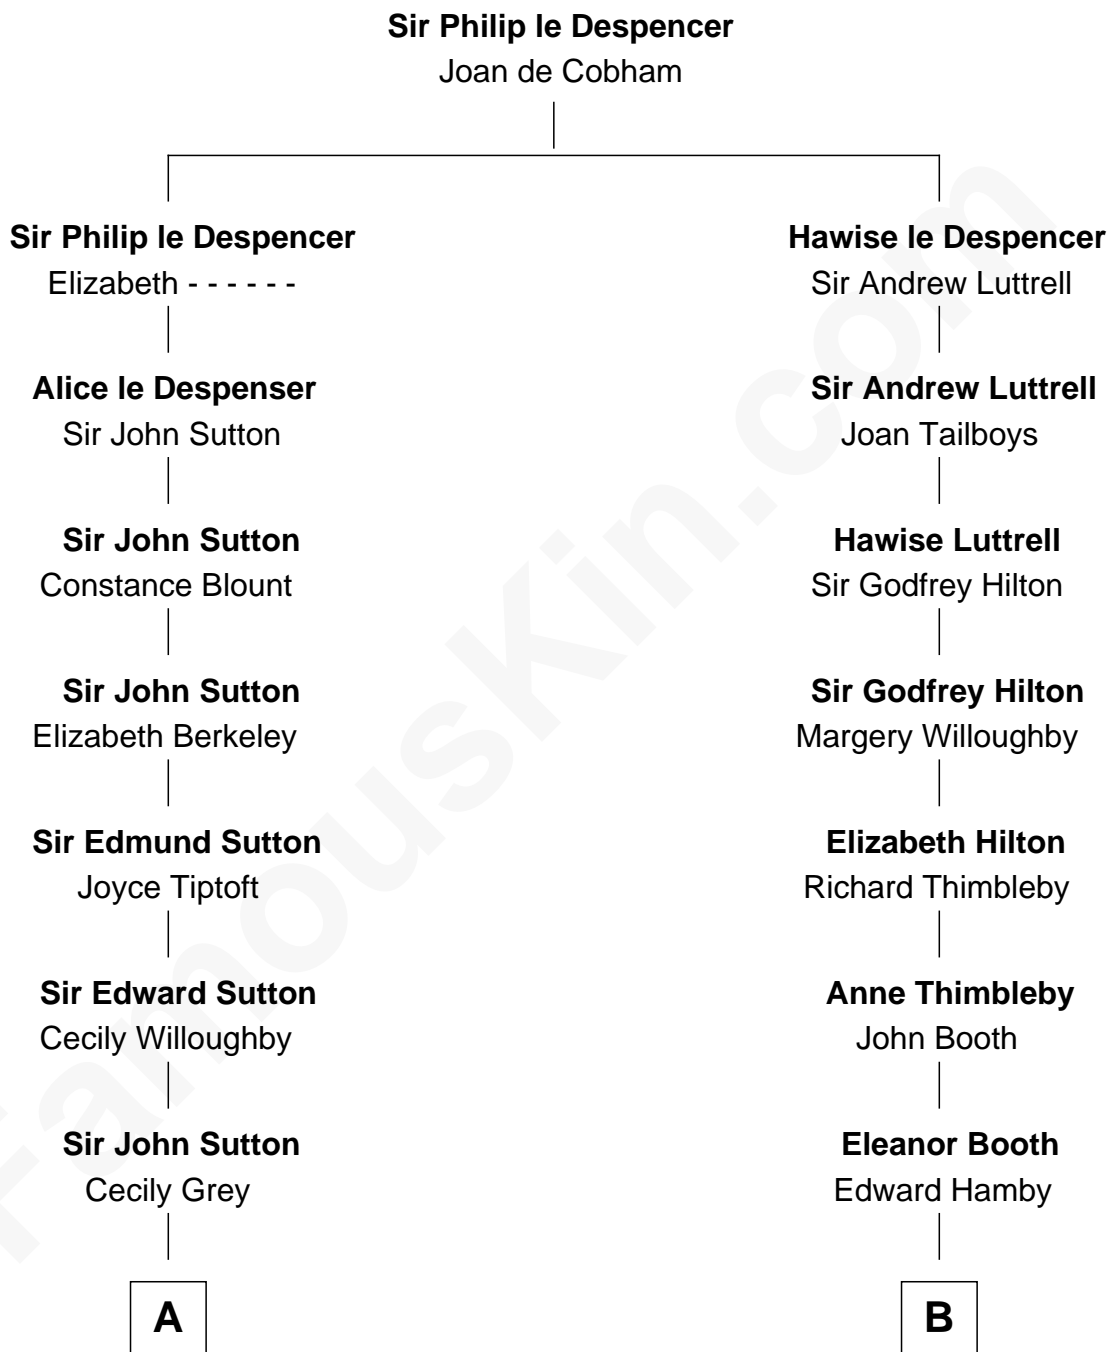 Sir Philip le Despencer
Joan de Cobham
Sir Philip le Despencer
Elizabeth - - - - - -
Hawise le Despencer
Sir Andrew Luttrell
Alice le Despenser
Sir John Sutton
Sir Andrew Luttrell
Joan Tailboys
Sir John Sutton
Constance Blount
Hawise Luttrell
Sir Godfrey Hilton
Sir John Sutton
Elizabeth Berkeley
Sir Godfrey Hilton
Margery Willoughby
Sir Edmund Sutton
Joyce Tiptoft
Elizabeth Hilton
Richard Thimbleby
Sir Edward Sutton
Cecily Willoughby
Anne Thimbleby
John Booth
Sir John Sutton
Cecily Grey
Eleanor Booth
Edward Hamby
A
B
FamousKin.com